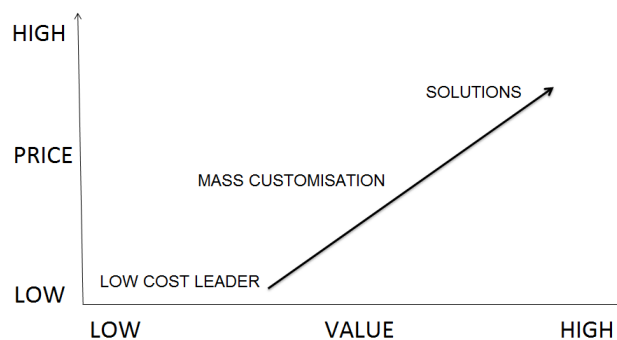 HIGH
SOLUTIONS
PRICE
MASS CUSTOMISATION
LOW COST LEADER
LOW
LOW VALUE HIGH